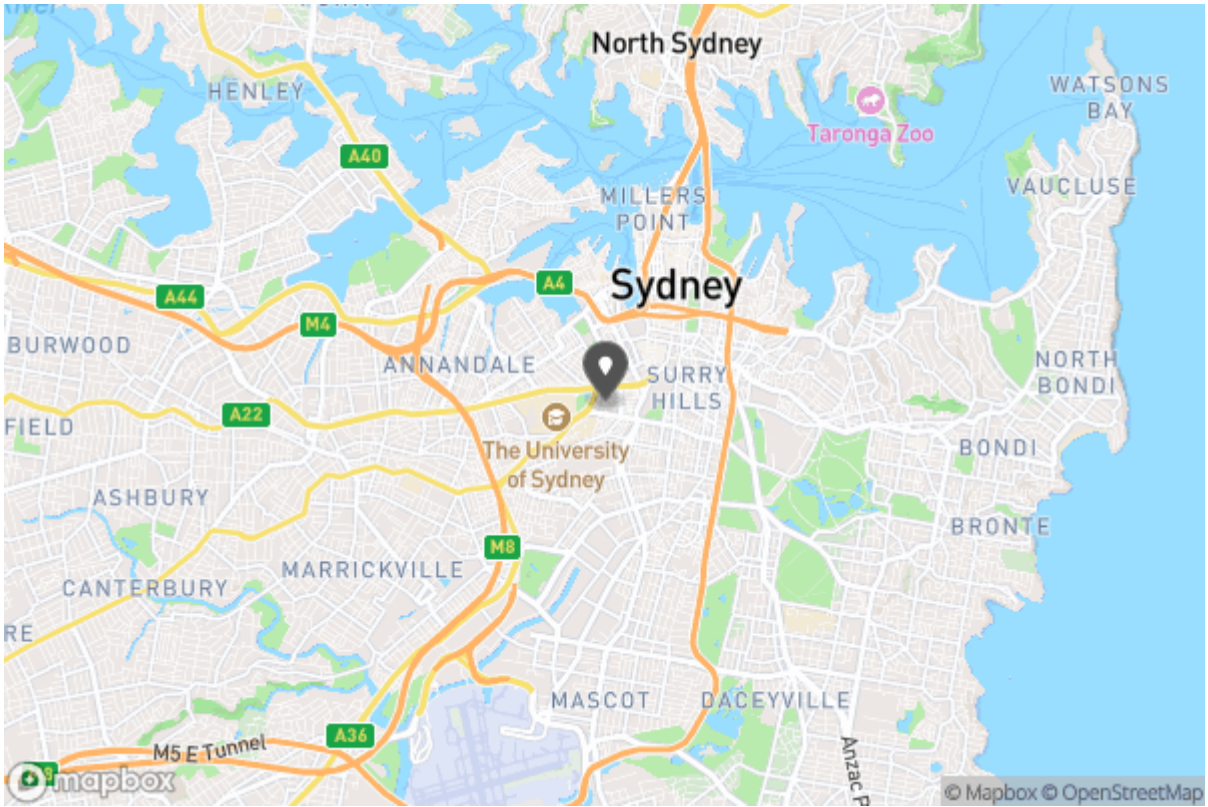 North Sydney
HENLEY
WATSONS
BAY
Taronga Zoo
A40
VAUCLUSE
MILLERS
POINT
Sydney
A4
A44
M4
BURWOOD
ANNANDALE
SURRY
HILLS
NORTH
BONDI
A22
FIELD
The University
of Sydney
BONDI
ASHBURY
BRONTE
M8
MARRICKVILLE
CANTERBURY
RE
MASCOT
DACEYVILLE
A36
M5 E Tunnel
Anzac P
mapbox
© Mapbox © OpenStreetMap